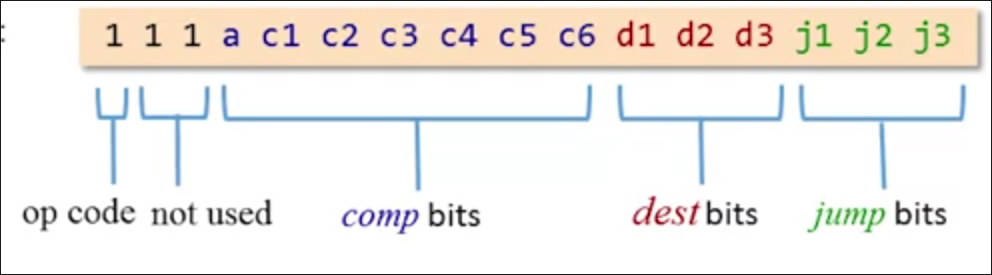 : 1 1 1 a c1 c2 c3 c4 c5 c6 d1 d2 d3 j1 j2 j3
op code not used comp bits dest bits jump bits